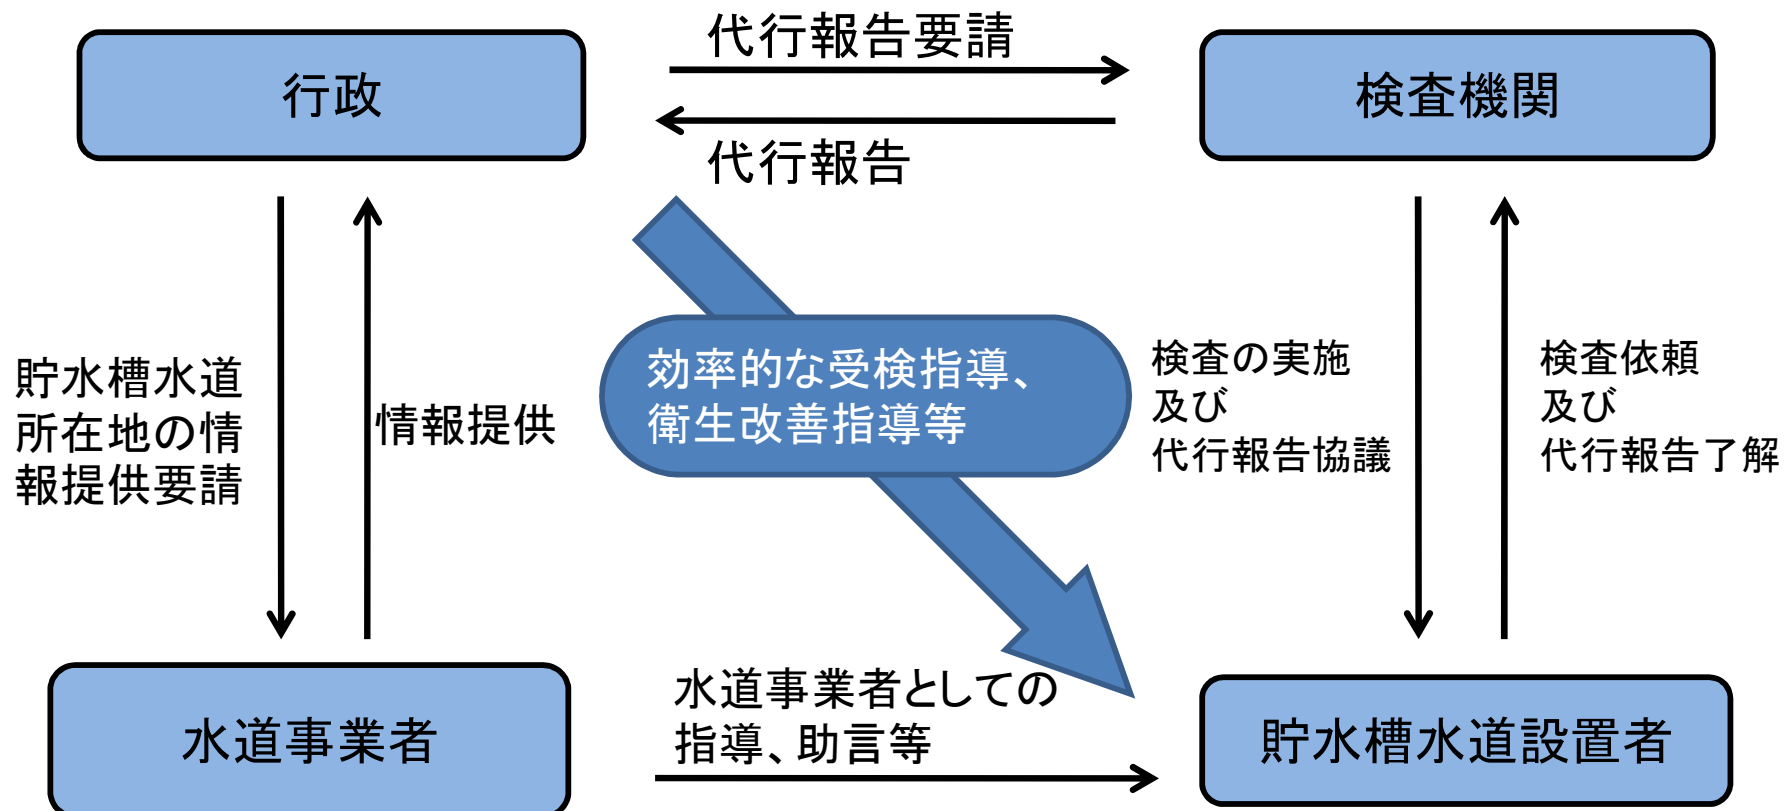 代行報告要請
行政
検査機関
代行報告
貯水槽水道
所在地の情
報提供要請
情報提供
効率的な受検指導、
衛生改善指導等
検査の実施
及び
代行報告協議
検査依頼
及び
代行報告了解
水道事業者としての
指導、助言等
水道事業者
貯水槽水道設置者